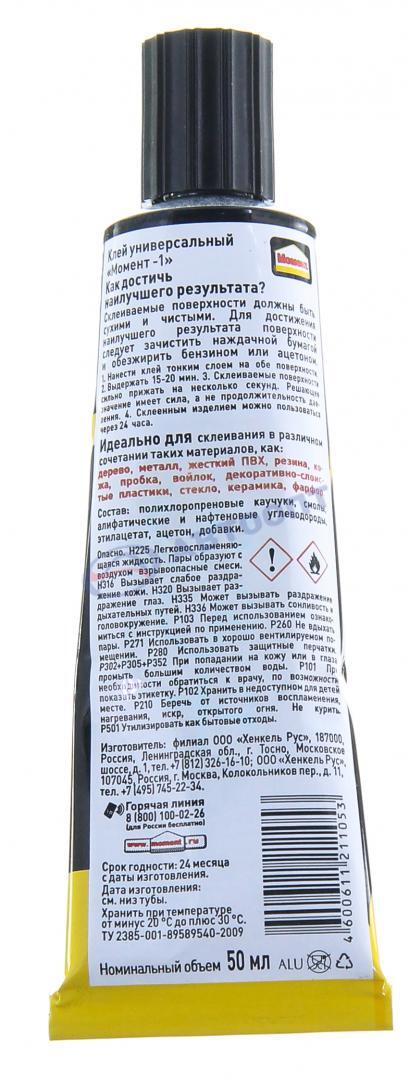 Клей универсальный
«Момент -1»
Момент
Как достичь
наилучшего результата?
Склеиваемые поверхности должны быть
сухими и чистыми. Для достижения
наилучшего результата поверхности
следует зачистить наждачной бумагой
и обезжирить бензином или ацетоном.
1. Нанести клей тонким слоем на обе поверхности.
2. Выдержать 15-20 мин. 3. Склеиваемые поверхности
сильно прижать на несколько секунд. Решающее
значение имеет сила, а не продолжительность дав-
ления. 4. Склеенным изделием можно пользоваться
через 24 часа.
Идеально для склеивания в различном
сочетании таких материалов, как:
дерево, металл, жесткий ПВХ, резина, ко-
жа, пробка, войлок, декоративно-слоис-
тые пластики, стекло, керамика, фарфор
Состав: полихлоропреновые каучуки, смолы,
алифатические и нафтеновые углеводороды,
этилацетат, ацетон, добавки.
Опасно. H225 Легковоспламеняю-
щаяся жидкость. Пары образуют с
воздухом взрывоопасные смеси.
H316 Вызывает слабое раздра-
жение кожи. H320 Вызывает раз-
дражение глаз. H335 Может вызывать раздражение
дыхательных путей. H336 Может вызывать сонливость и
головокружение. P103 Перед использованием ознако-
миться с инструкцией по применению. P260 Не вдыхать
пары. P271 Использовать в хорошо вентилируемом по-
мещении. P280 Использовать защитные перчатки.
P302+P305+P352 При попадании на кожу или в глаза
промыть большим количеством воды. P101 При
необходимости обратиться к врачу, по возможности
показать этикетку. P102 Хранить в недоступном для детей
месте. P210 Беречь от источников воспламенения,
нагревания, искр, открытого огня. Не курить.
P501 Утилизировать как бытовые отходы.
Изготовитель: филиал ООО «Хенкель Рус», 187000,
Россия, Ленинградская обл., г. Тосно, Московское
шоссе, д.1, тел.+7 (812) 326-16-10; ООО «Хенкель Рус»,
107045, Россия, г. Москва, Колокольников пер., д. 11,
тел.+7 (495) 745-22-34.
Горячая линия
8 (800) 100-02-26
(для России бесплатно)
www.moment.ru
Срок годности: 24 месяца
с даты изготовления.
Дата изготовления:
см. низ тубы.
Хранить при температуре
от минус 20 °С до плюс 30 °С.
ТУ 2385-001-89589540-2009
4 600611 211053
Номинальный объем 50 мл ALU